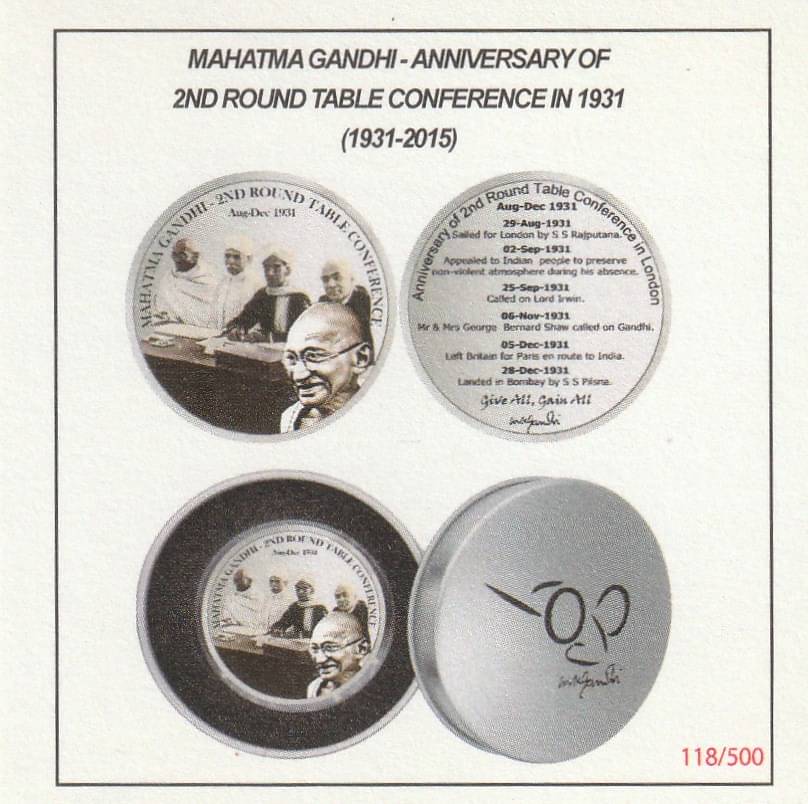 MAHATMA GANDHI - ANNIVERSARY OF
2ND ROUND TABLE CONFERENCE IN 1931
(1931-2015)
MAHATMA GANDHI - 2ND ROUND TABLE CONFERENCE
Aug-Dec 1931
Anniversary of 2nd Round Table Conference in London
Aug-Dec 1931
29-Aug-1931
Sailed for London by S S Rajputana.
02-Sep-1931
Appealed to Indian people to preserve
non-violent atmosphere during his absence.
25-Sep-1931
Called on Lord Irwin.
06-Nov-1931
Mr & Mrs George Bernard Shaw called on Gandhi.
05-Dec-1931
Left Britain for Paris en route to India.
28-Dec-1931
Landed in Bombay by S S Pilsna.
Give All, Gain All
MKGandhi
MAHATMA GANDHI - 2ND ROUND TABLE CONFERENCE
Aug-Dec 1931
MKGandhi
118/500